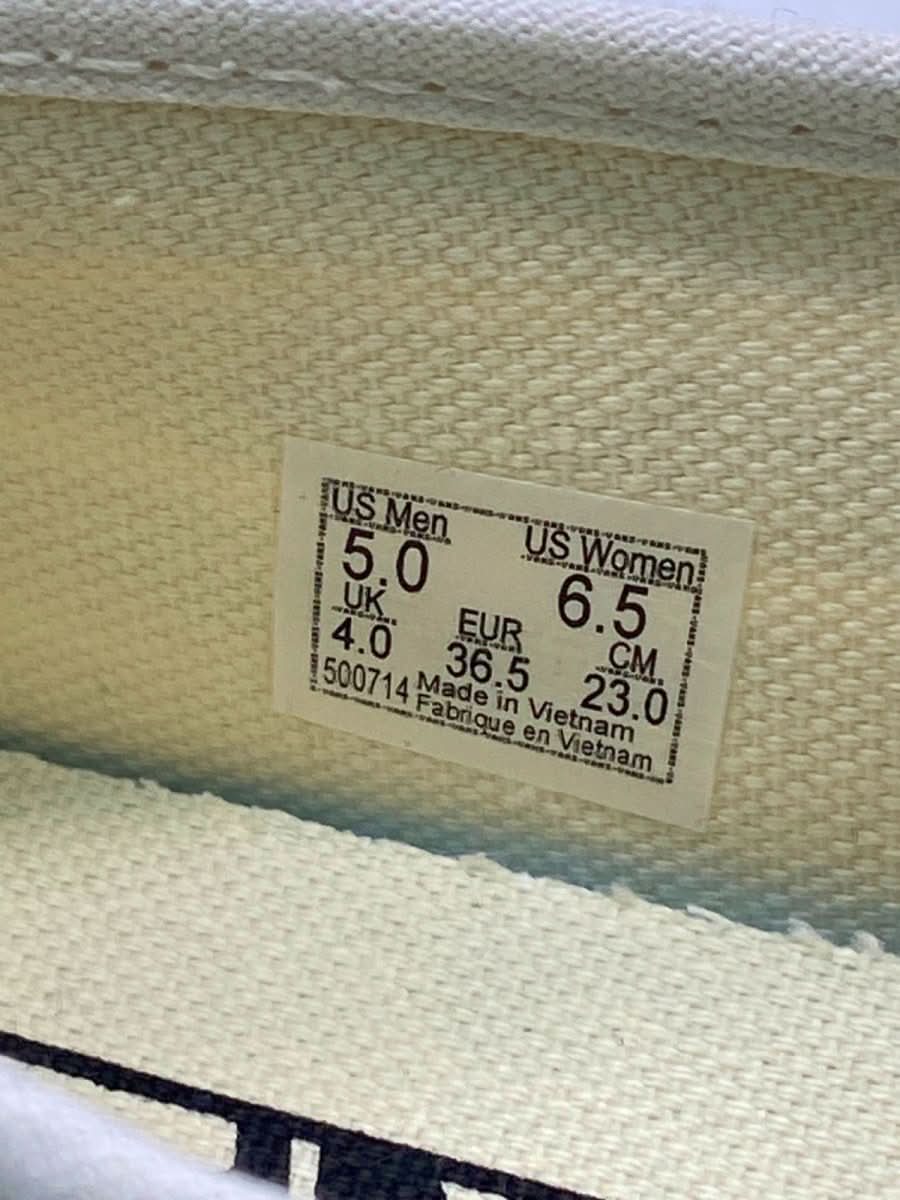 US Men US Women
5.0 6.5
UK EUR CM
4.0 36.5 23.0
500714 Made in Vietnam
Fabrique en Vietnam